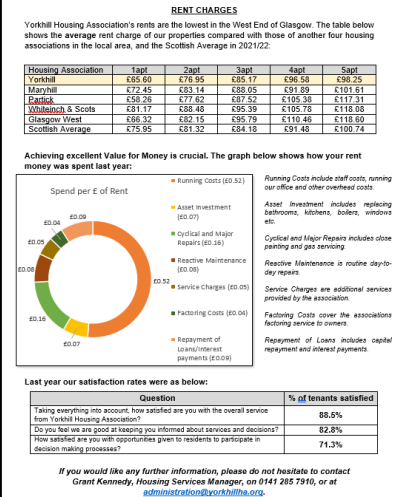 RENT CHARGES
Yorkhill Housing Association's rents are the lowest in the West End of Glasgow. The table below
shows the average rent charge of our properties compared with those of another four housing
associations in the local area, and the Scottish Average in 2021/22:
Housing Association 1apt 2apt 3apt 4apt 5apt
Yorkhill £65.60 £76.95 £85.17 £96.58 £98.25
Maryhill £72.45 £83.14 £88.05 £91.89 £101.61
Partick £58.26 £77.62 £87.52 £105.38 £117.31
Whiteinch & Scots £81.17 £88.48 £95.39 £105.78 £118.08
Glasgow West £66.32 £82.15 £95.79 £110.46 £118.60
Scottish Average £75.95 £81.32 £84.18 £91.48 £100.74
Achieving excellent Value for Money is crucial. The graph below shows how your rent
money was spent last year:
Spend per £ of Rent
£0.09
£0.04
£0.05
£0.08
£0.16
£0.07
£0.52
Running Costs (£0.52)
Asset Investment
(£0.07)
Cyclical and Major
Repairs (£0.16)
Reactive Maintenance
(£0.08)
Service Charges (£0.05)
Factoring Costs (£0.04)
Repayment of
Loans/Interest
payments (£0.09)
Running Costs include staff costs, running
our office and other overhead costs.
Asset Investment includes replacing
bathrooms, kitchens, boilers, windows
etc.
Cyclical and Major Repairs includes close
painting and gas servicing.
Reactive Maintenance is routine day-to-
day repairs.
Service Charges are additional services
provided by the association.
Factoring Costs cover the associations
factoring service to owners.
Repayment of Loans includes capital
repayment and interest payments.
Last year our satisfaction rates were as below:
Question % of tenants satisfied
Taking everything into account, how satisfied are you with the overall service
from Yorkhill Housing Association? 88.5%
Do you feel we are good at keeping you informed about services and decisions? 82.8%
How satisfied are you with opportunities given to residents to participate in
decision making processes? 71.3%
If you would like any further information, please do not hesitate to contact
Grant Kennedy, Housing Services Manager, on 0141 285 7910, or at
administration@yorkhillha.org.